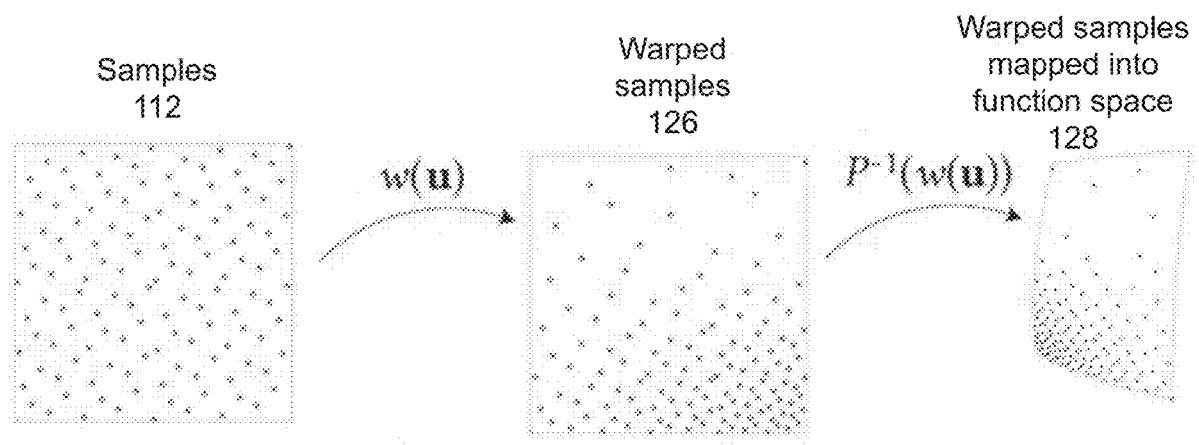 Samples
112
w(u)
Warped
samples
126
P⁻¹(w(u))
Warped samples
mapped into
function space
128